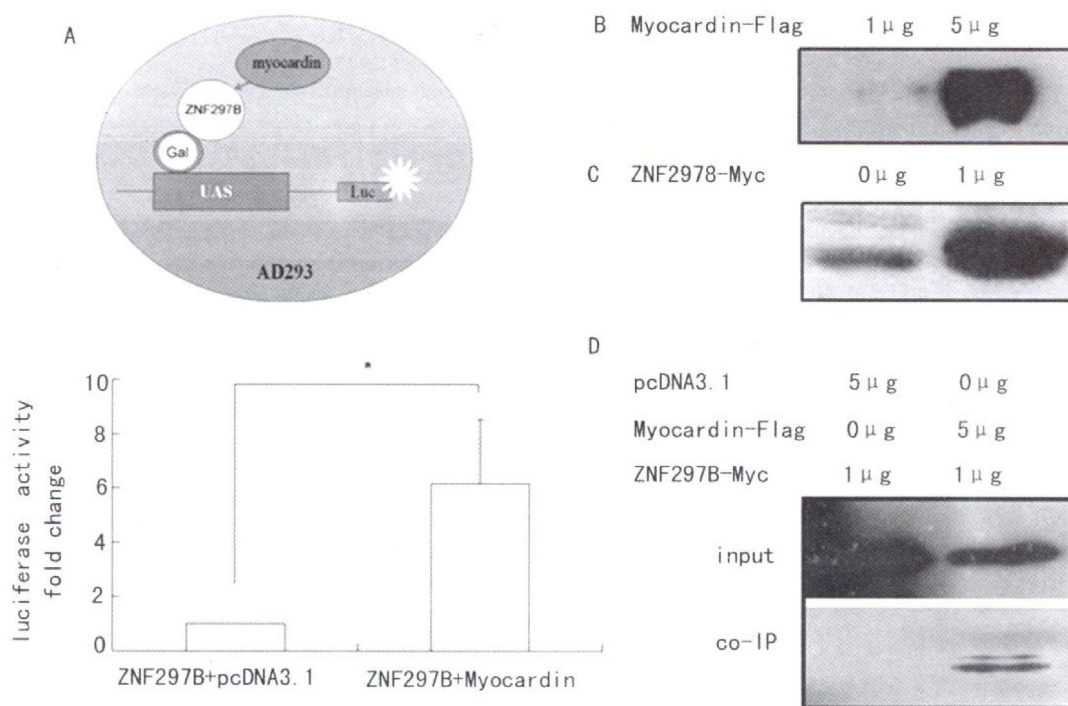 A
myocardin
ZNF297B
Gal
UAS
Luc
AD293
luciferase activity
fold change
10
8
6
4
2
0
*
ZNF297B+pcDNA3.1
ZNF297B+Myocardin
B Myocardin-Flag 1μg 5μg
C ZNF2978-Myc 0μg 1μg
D
pcDNA3.1 5μg 0μg
Myocardin-Flag 0μg 5μg
ZNF297B-Myc 1μg 1μg
input
co-IP